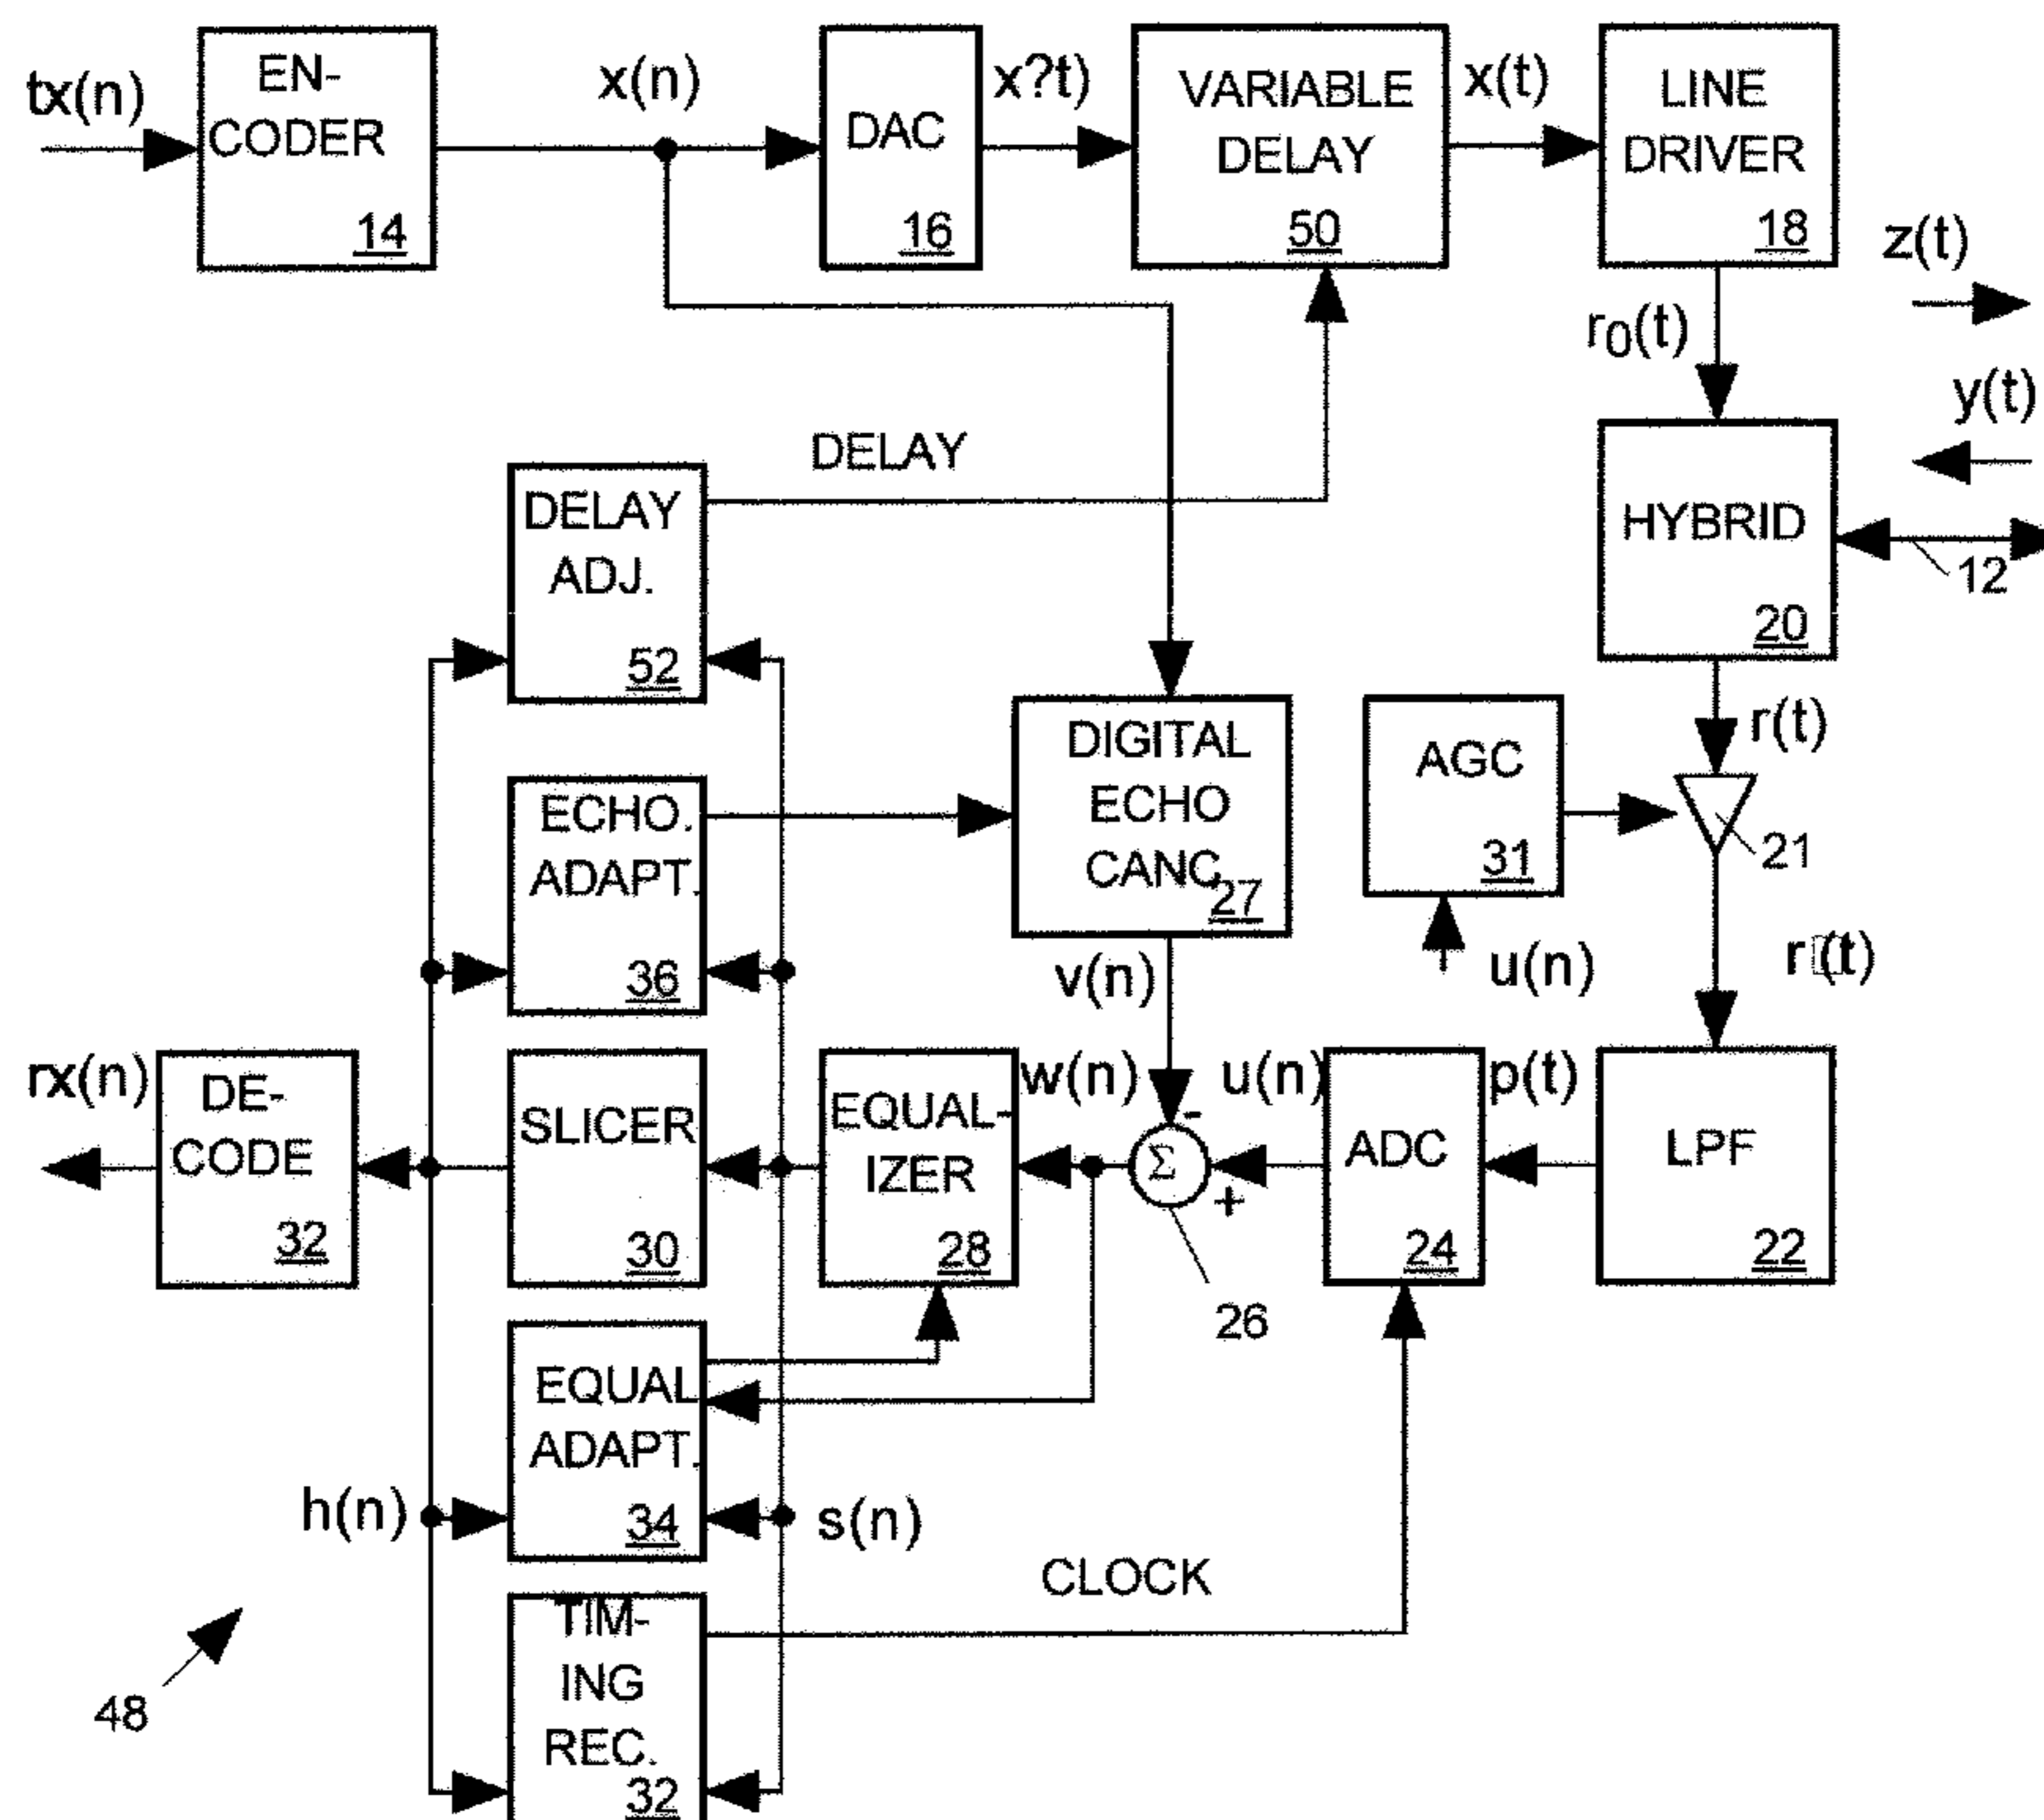 tx(n)
EN-
CODER
14
x(n)
DAC
16
x?t)
VARIABLE
DELAY
50
x(t)
LINE
DRIVER
18
z(t)
r0(t)
y(t)
HYBRID
20
12
DELAY
DELAY
ADJ.
52
ECHO.
ADAPT.
36
DIGITAL
ECHO
CANC
27
AGC
31
r(t)
21
u(n)
r□(t)
v(n)
rx(n)
DE-
CODE
32
SLICER
30
EQUAL-
IZER
28
w(n)
-
Σ
+
26
u(n)
ADC
24
p(t)
LPF
22
EQUAL
ADAPT.
34
h(n)
s(n)
CLOCK
TIM-
ING
REC.
32
48